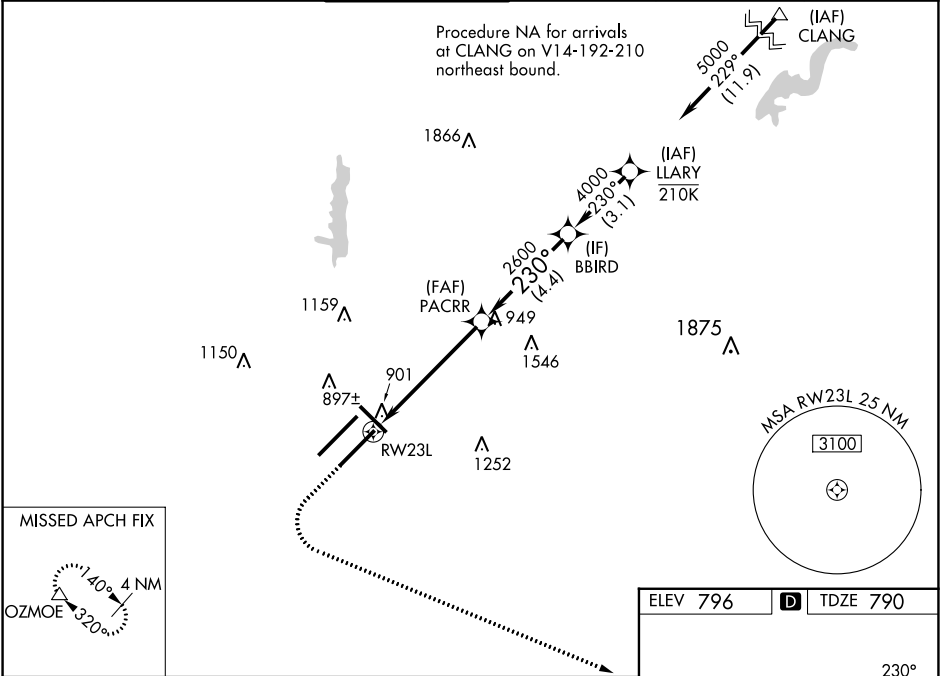 Procedure NA for arrivals
at CLANG on V14-192-210
northeast bound.
(IAF)
CLANG
5000
229°
(11.9)
1866
(IAF)
LLARY
210K
4000
230°
(3.1)
(IF)
BBIRD
2600
230°
(4.4)
(FAF)
PACRR
949
1159
1546
1875
1150
901
897±
RW23L
1252
MSA RW23L 25 NM
3100
MISSED APCH FIX
140°
4 NM
OZMOE
320°
ELEV 796
D
TDZE 790
230°